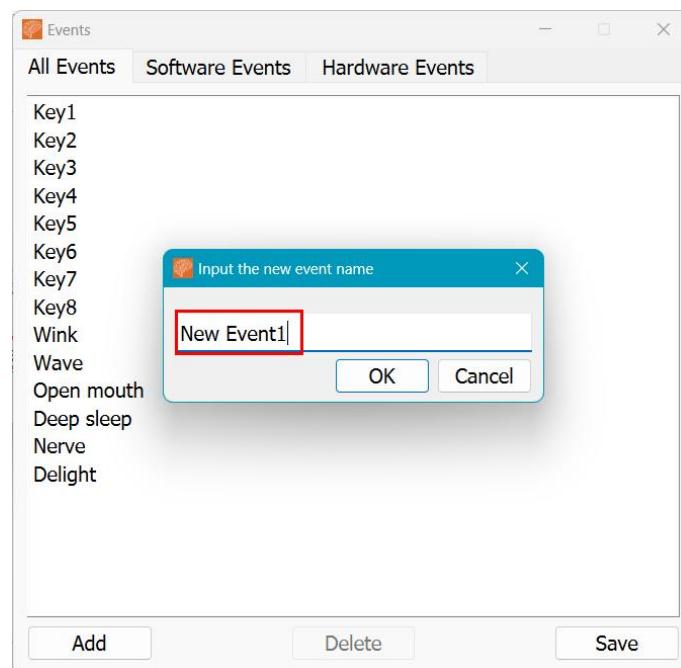 Events
All Events Software Events Hardware Events
Key1
Key2
Key3
Key4
Key5
Key6
Key7
Key8
Wink
Wave
Open mouth
Deep sleep
Nerve
Delight
Input the new event name
New Event1
OK Cancel
Add Delete Save